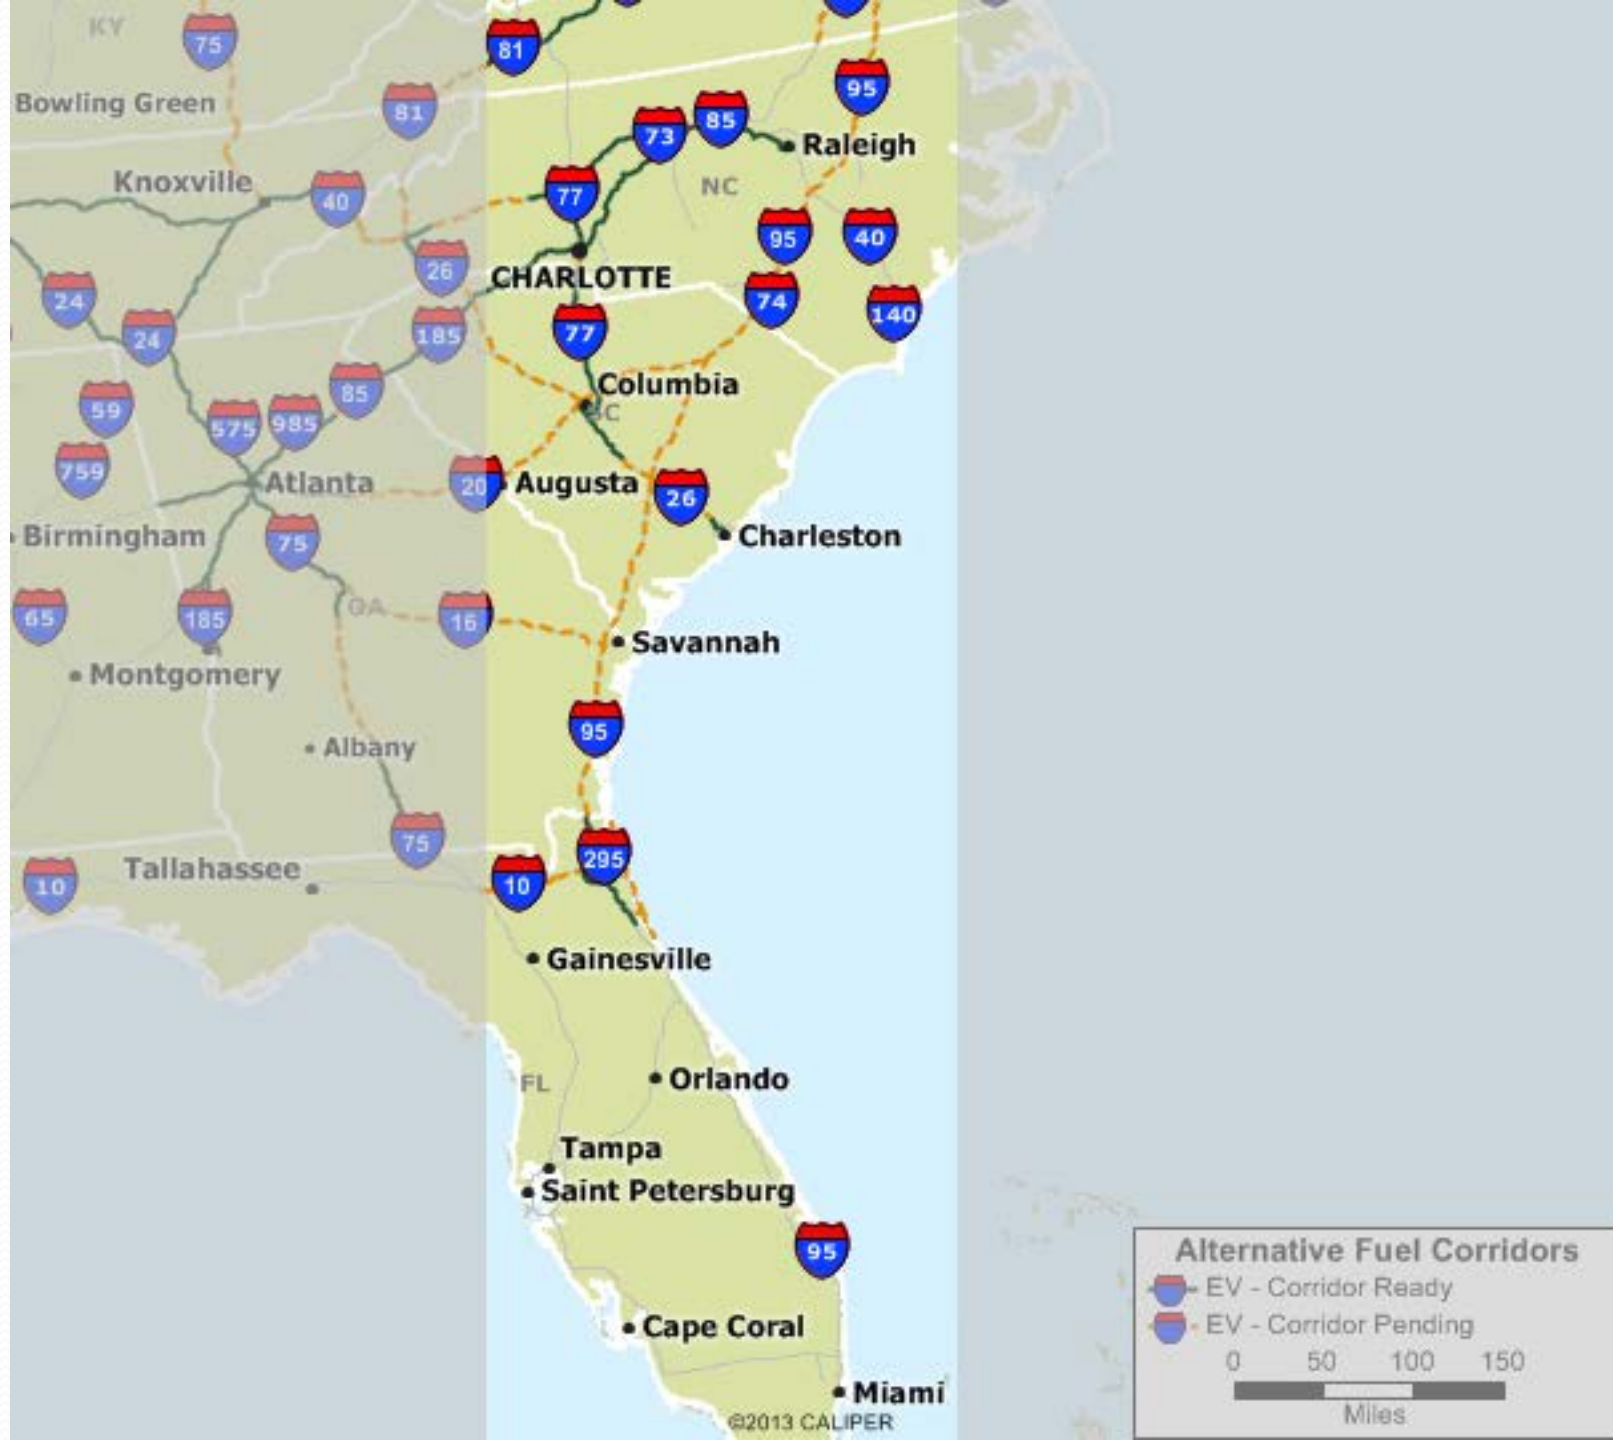 KY
75
81
Bowling Green
81
95
73
85
Raleigh
Knoxville
40
77
NC
26
95
40
CHARLOTTE
24
24
185
77
74
140
59
85
Columbia
SC
575
985
759
Atlanta
20
Augusta
26
Birmingham
75
Charleston
65
185
GA
16
Savannah
Montgomery
95
Albany
75
295
Tallahassee
10
10
Gainesville
FL
Orlando
Tampa
Saint Petersburg
95
Alternative Fuel Corridors
EV - Corridor Ready
EV - Corridor Pending
Cape Coral
0 50 100 150
Miles
Miami
©2013 CALIPER